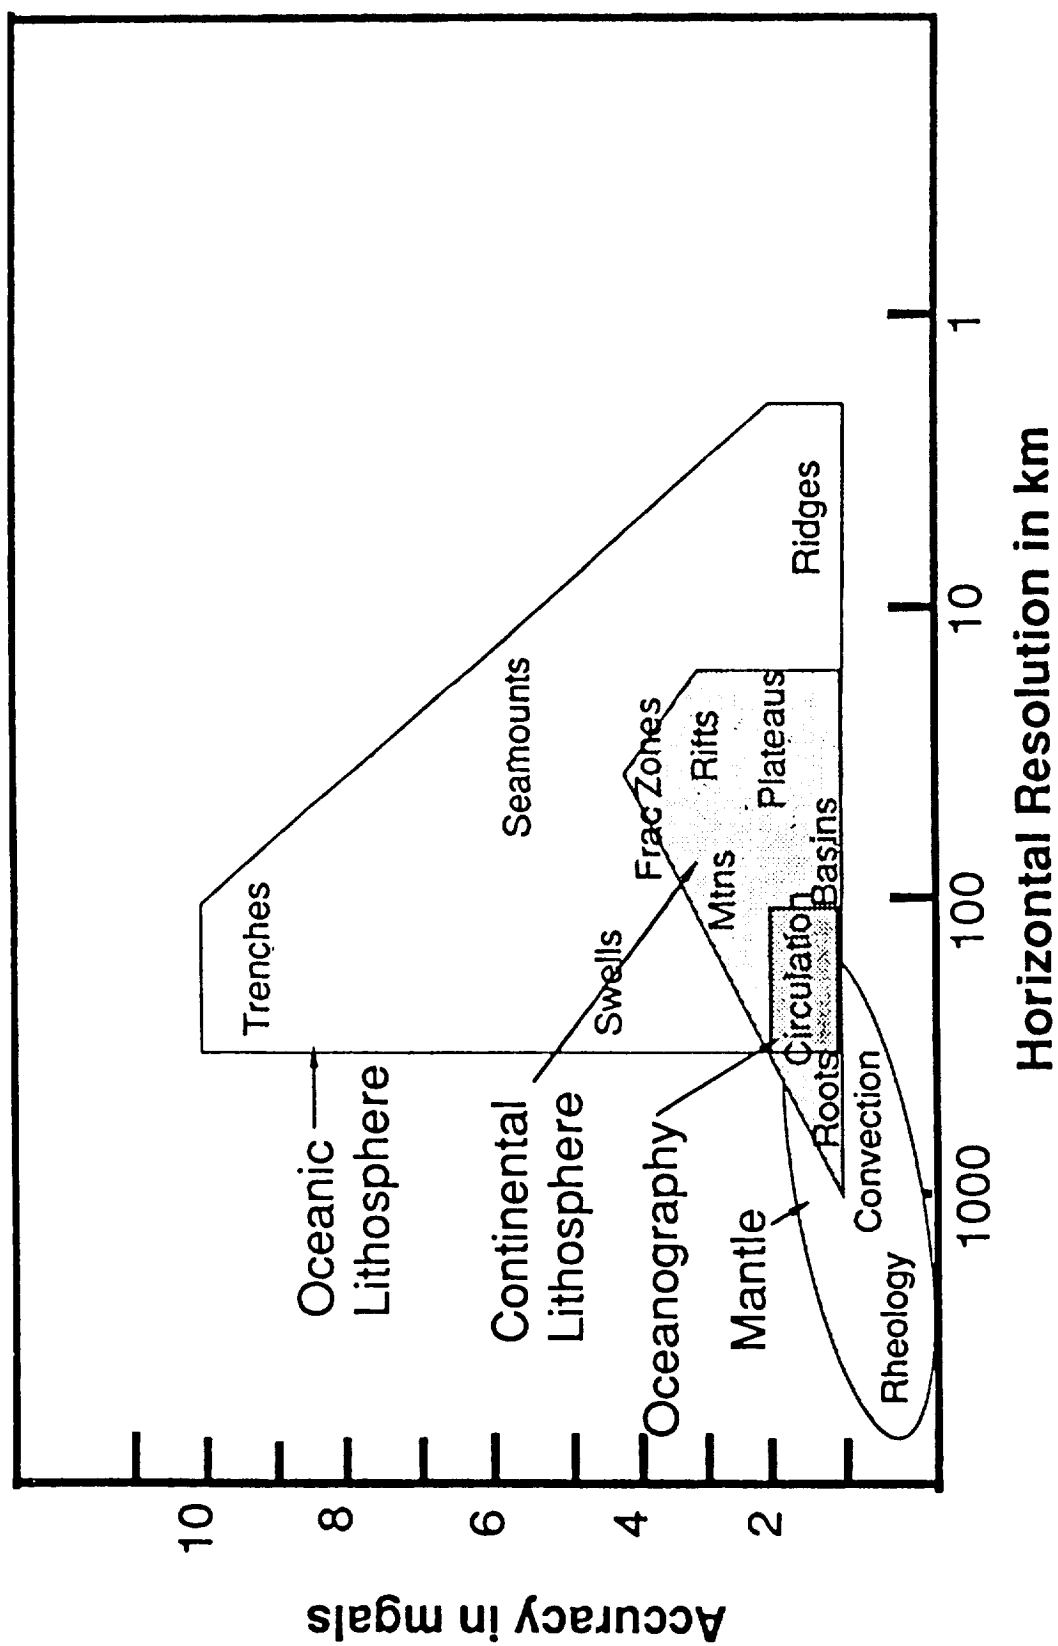 Accuracy in mgals
10
8
6
4
2
Oceanic
Lithosphere
Continental
Lithosphere
Oceanography
Mantle
Trenches
Seamounts
Swells
Frac Zones
Mtns
Rifts
Plateaus
Basins
Circulation
Roots
Ridges
Convection
Rheology
1000
100
10
1
Horizontal Resolution in km